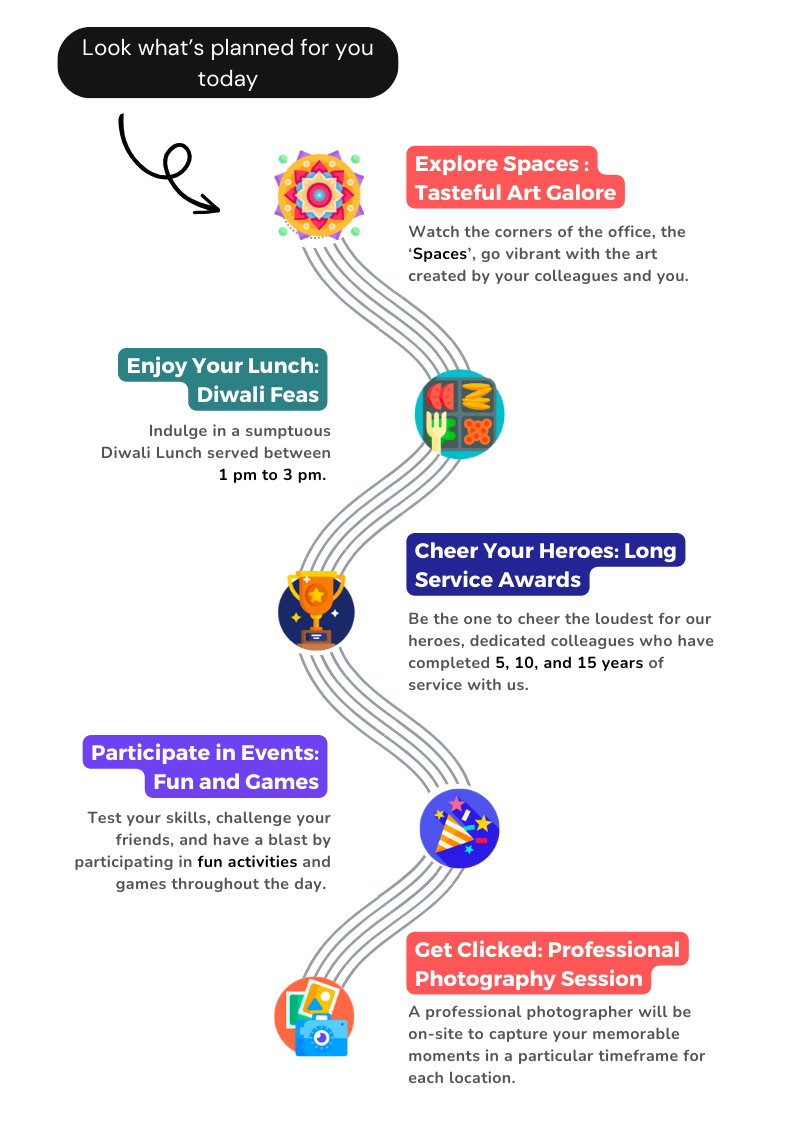 Look what’s planned for you
today
Explore Spaces :
Tasteful Art Galore
Watch the corners of the office, the
‘Spaces’, go vibrant with the art
created by your colleagues and you.
Enjoy Your Lunch:
Diwali Feas
Indulge in a sumptuous
Diwali Lunch served between
1 pm to 3 pm.
Cheer Your Heroes: Long
Service Awards
Be the one to cheer the loudest for our
heroes, dedicated colleagues who have
completed 5, 10, and 15 years of
service with us.
Participate in Events:
Fun and Games
Test your skills, challenge your
friends, and have a blast by
participating in fun activities and
games throughout the day.
Get Clicked: Professional
Photography Session
A professional photographer will be
on-site to capture your memorable
moments in a particular timeframe for
each location.